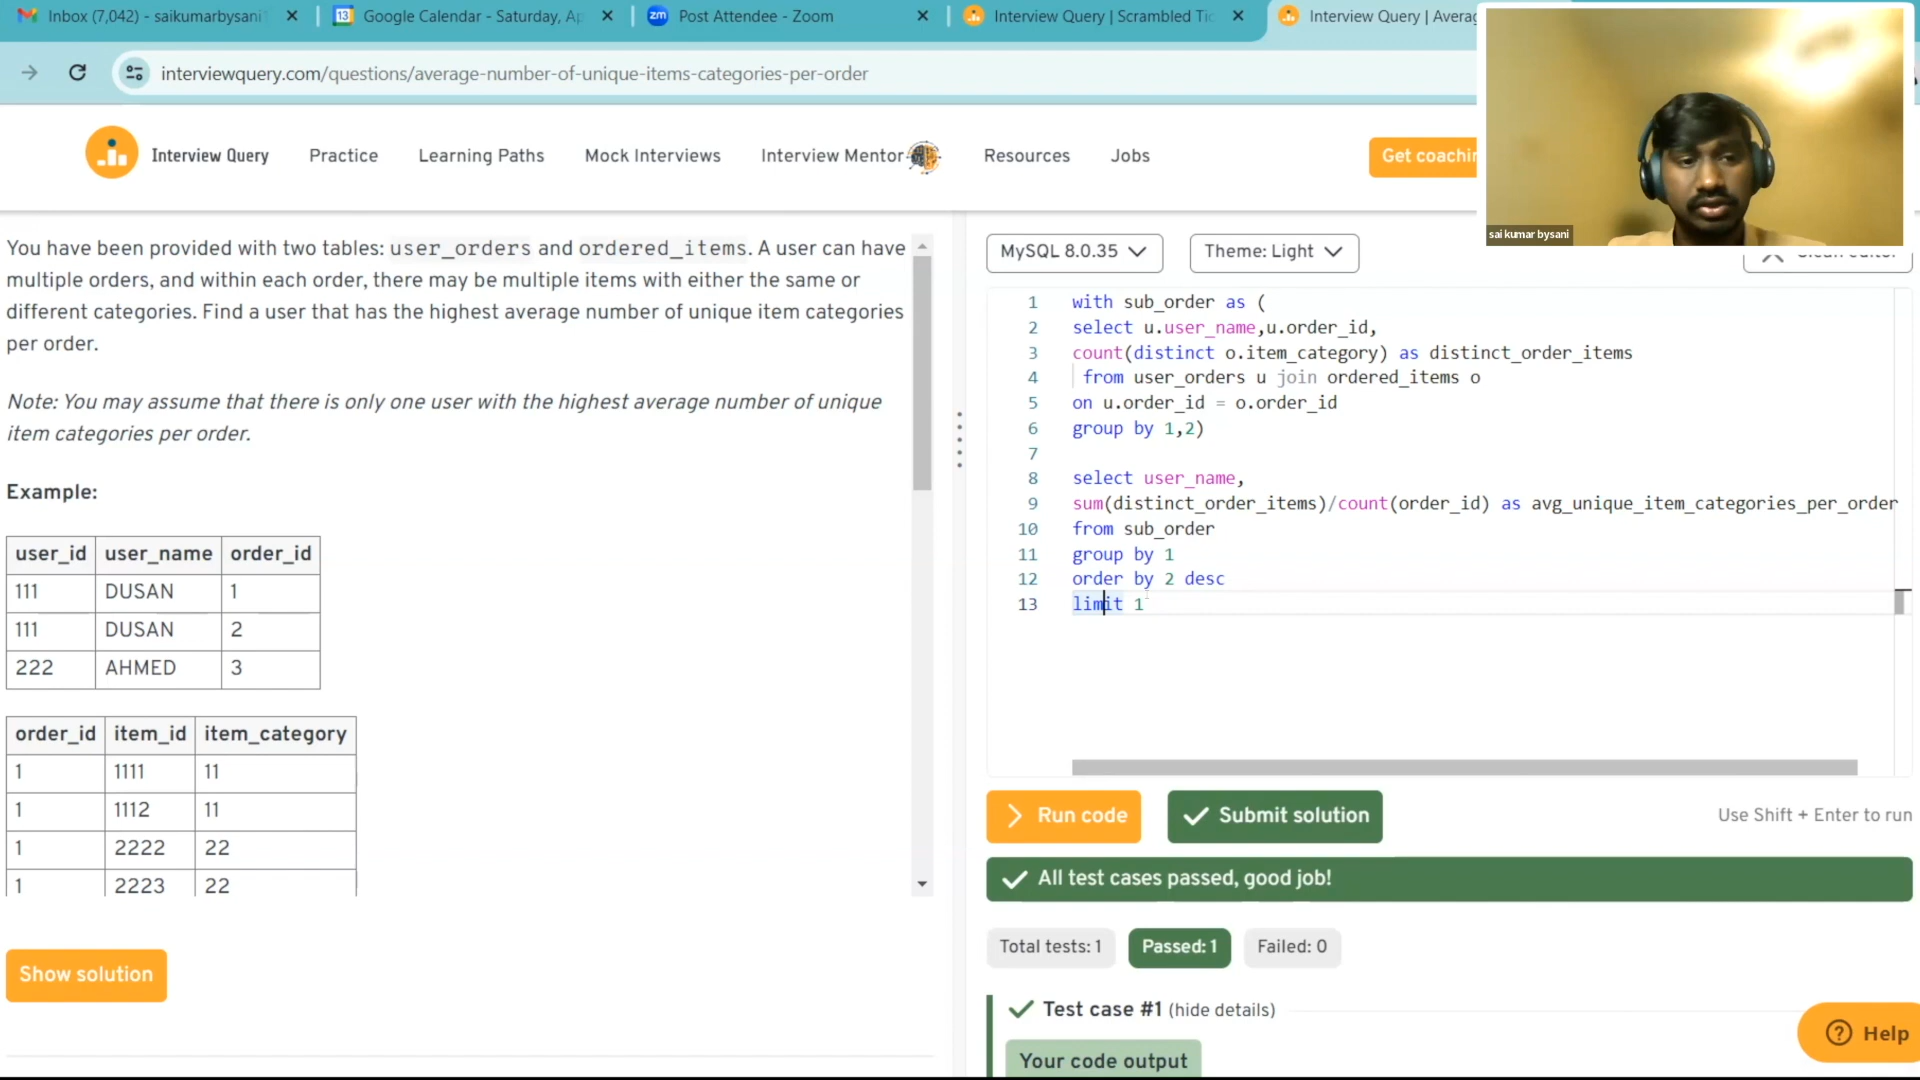 Inbox (7,042) - saikumarbysani1
Google Calendar - Saturday, Ap
zm Post Attendee - Zoom
Interview Query | Scrambled Tic
Interview Query | Averag
interviewquery.com/questions/average-number-of-unique-items-categories-per-order
Interview Query
Practice
Learning Paths
Mock Interviews
Interview Mentor
Resources
Jobs
Get coachin
sai kumar bysani
You have been provided with two tables: user_orders and ordered_items. A user can have
multiple orders, and within each order, there may be multiple items with either the same or
different categories. Find a user that has the highest average number of unique item categories
per order.
Note: You may assume that there is only one user with the highest average number of unique
item categories per order.
Example:
user_id user_name order_id
111 DUSAN 1
111 DUSAN 2
222 AHMED 3
order_id item_id item_category
1 1111 11
1 1112 11
1 2222 22
1 2223 22
Show solution
MySQL 8.0.35
Theme: Light
1 with sub_order as (
2 select u.user_name,u.order_id,
3 count(distinct o.item_category) as distinct_order_items
4 from user_orders u join ordered_items o
5 on u.order_id = o.order_id
6 group by 1,2)
7
8 select user_name,
9 sum(distinct_order_items)/count(order_id) as avg_unique_item_categories_per_order
10 from sub_order
11 group by 1
12 order by 2 desc
13 limit 1
Run code
Submit solution
Use Shift + Enter to run
All test cases passed, good job!
Total tests: 1
Passed: 1
Failed: 0
Test case #1 (hide details)
Your code output
Help